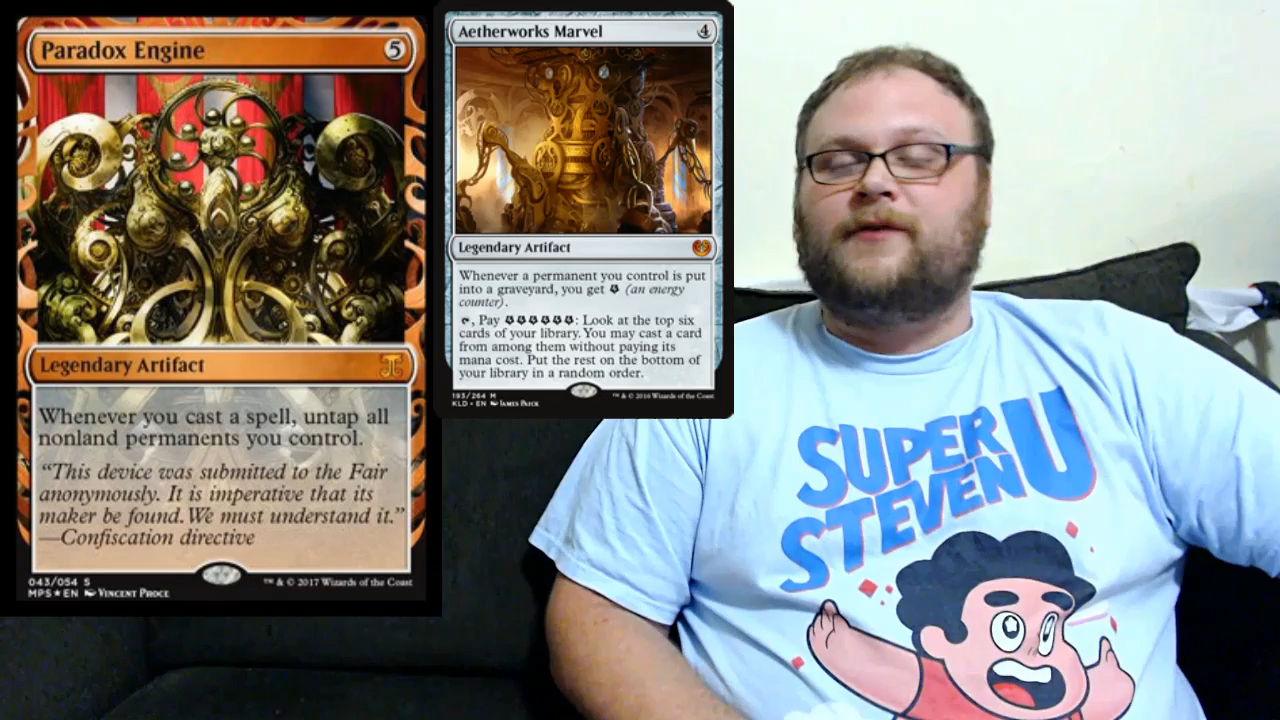 Paradox Engine 5
Legendary Artifact
Whenever you cast a spell, untap all
nonland permanents you control.
“This device was submitted to the Fair
anonymously. It is imperative that its
maker be found. We must understand it.”
—Confiscation directive
043/054 S
MPS★EN VINCENT PROCE
™ & © 2017 Wizards of the Coast
Aetherworks Marvel 4
Legendary Artifact
Whenever a permanent you control is put
into a graveyard, you get (an energy
counter).
, Pay : Look at the top six
cards of your library. You may cast a card
from among them without paying its
mana cost. Put the rest on the bottom of
your library in a random order.
193/264 M
KLD • EN JAMES PAICK
™ & © 2016 Wizards of the Coast
SUPER
STEVEN U